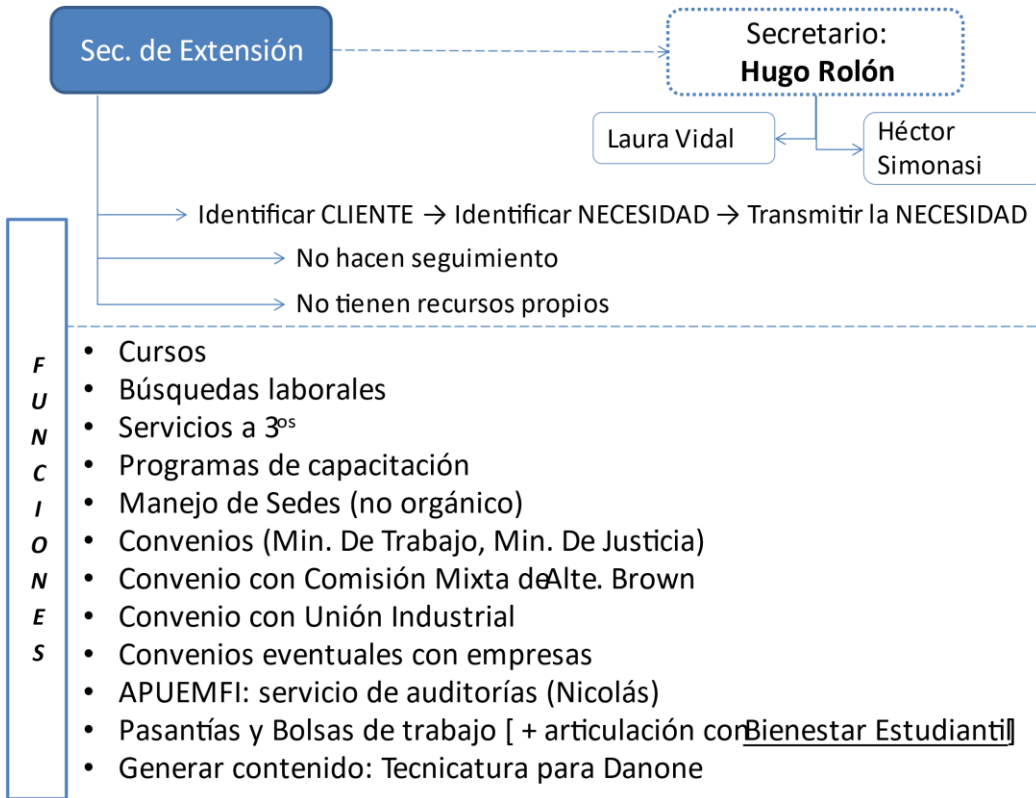 Sec. de Extensión
Secretario:
Hugo Rolón
Laura Vidal
Héctor
Simonasi
Identificar CLIENTE → Identificar NECESIDAD → Transmitir la NECESIDAD
No hacen seguimiento
No tienen recursos propios
FUNCIONES
• Cursos
• Búsquedas laborales
• Servicios a 3os
• Programas de capacitación
• Manejo de Sedes (no orgánico)
• Convenios (Min. De Trabajo, Min. De Justicia)
• Convenio con Comisión Mixta de Alte. Brown
• Convenio con Unión Industrial
• Convenios eventuales con empresas
• APUEMFI: servicio de auditorías (Nicolás)
• Pasantías y Bolsas de trabajo [ + articulación con Bienestar Estudiantil]
• Generar contenido: Tecnicatura para Danone